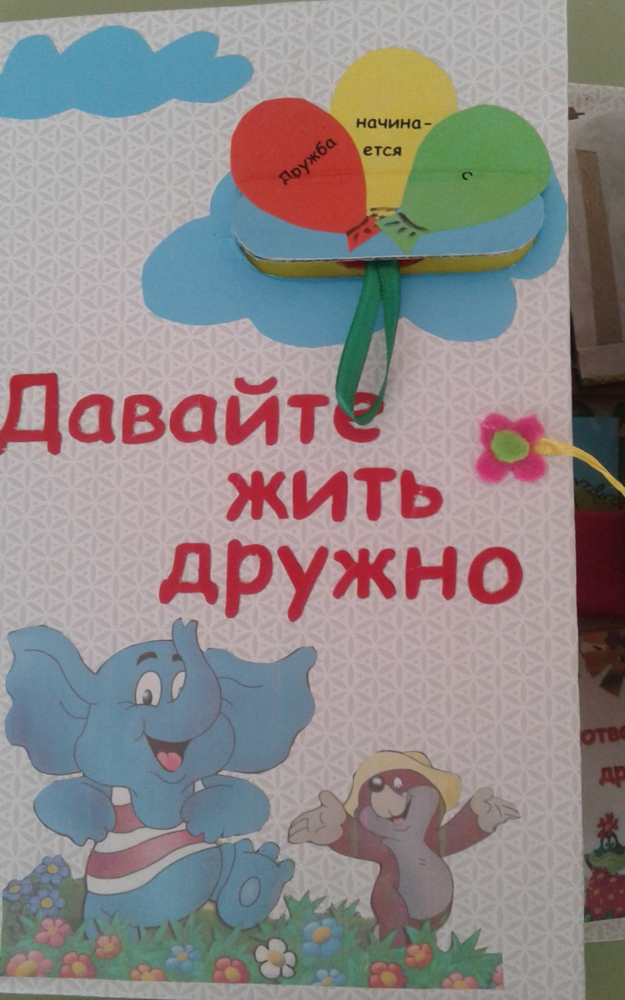 Дружба
начина-
ется
с
Давайте
жить
дружно